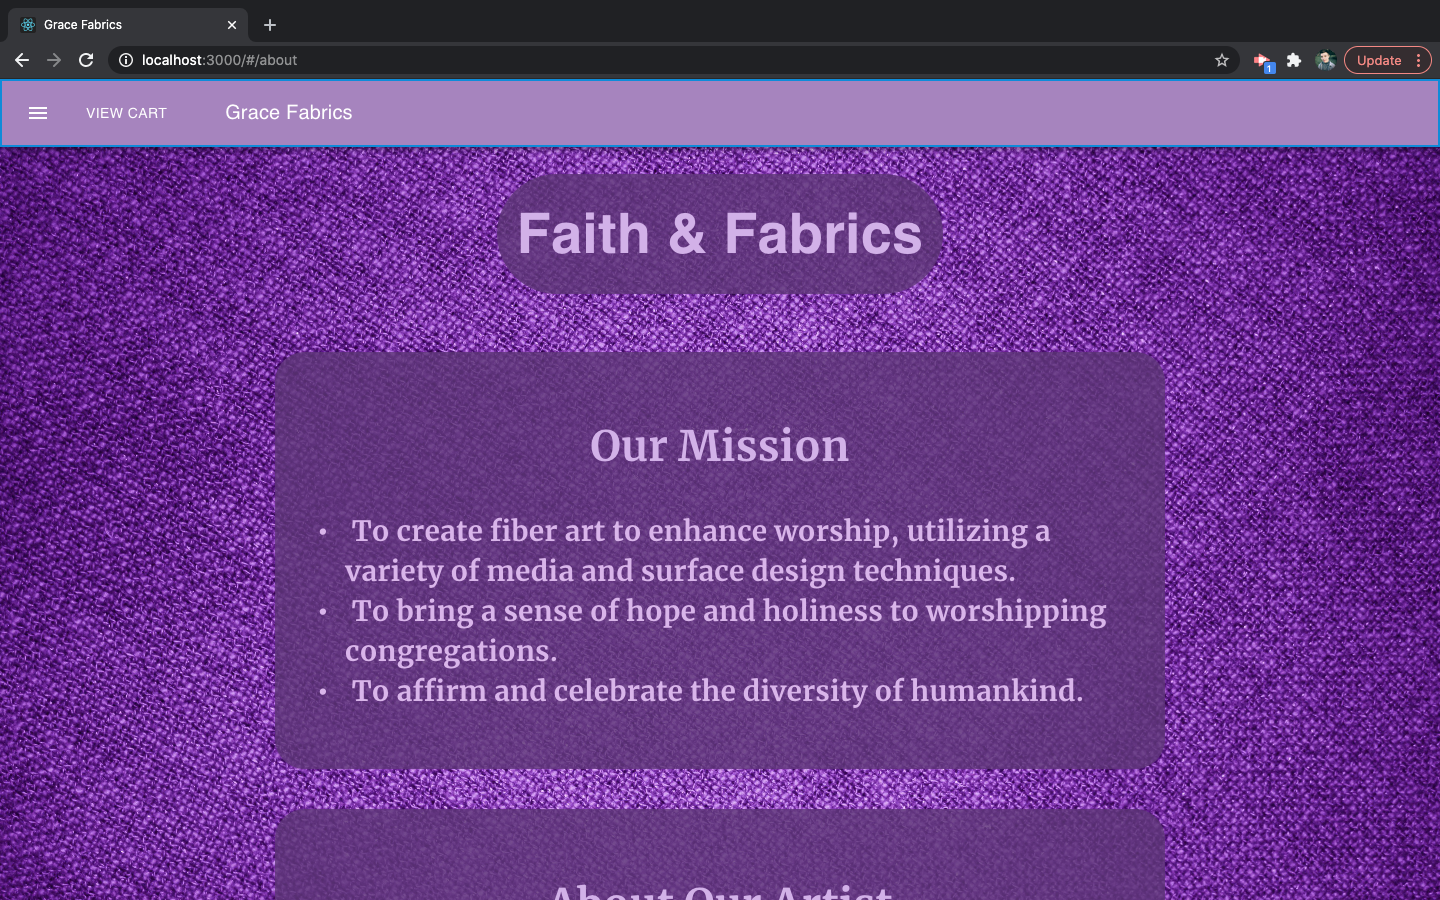 Grace Fabrics
localhost:3000/#/about
1
Update
VIEW CART
Grace Fabrics
Faith & Fabrics
Our Mission
• To create fiber art to enhance worship, utilizing a
variety of media and surface design techniques.
• To bring a sense of hope and holiness to worshipping
congregations.
• To affirm and celebrate the diversity of humankind.
About Our Artist